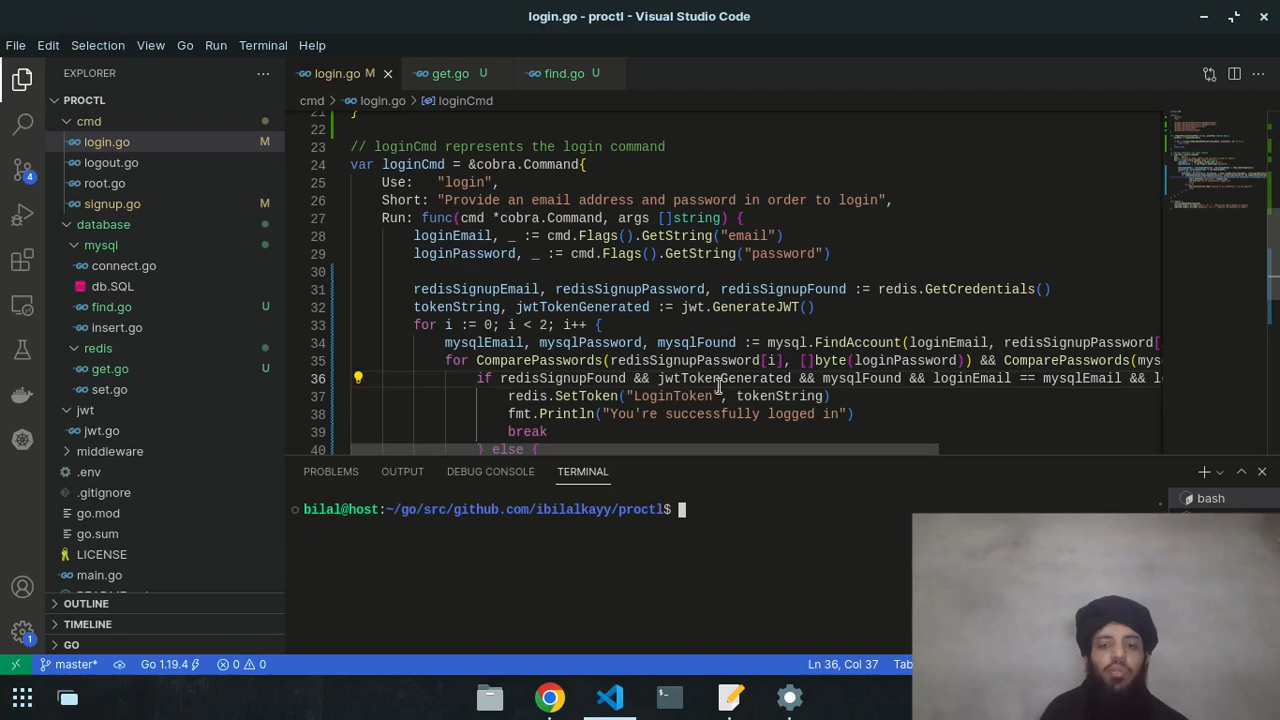 login.go - proctl - Visual Studio Code
File Edit Selection View Go Run Terminal Help
EXPLORER
login.go M
get.go U
find.go U
PROCTL
cmd > login.go > loginCmd
cmd
login.go M
logout.go
root.go
signup.go M
database
mysql
connect.go
db.SQL
find.go U
insert.go
redis
get.go U
set.go
jwt
jwt.go
middleware
.env
.gitignore
go.mod
go.sum
LICENSE
main.go
OUTLINE
TIMELINE
GO
21 }
22
23 // loginCmd represents the login command
24 var loginCmd = &cobra.Command{
25 Use: "login",
26 Short: "Provide an email address and password in order to login",
27 Run: func(cmd *cobra.Command, args []string) {
28 loginEmail, _ := cmd.Flags().GetString("email")
29 loginPassword, _ := cmd.Flags().GetString("password")
30
31 redisSignupEmail, redisSignupPassword, redisSignupFound := redis.GetCredentials()
32 tokenString, jwtTokenGenerated := jwt.GenerateJWT()
33 for i := 0; i < 2; i++ {
34 mysqlEmail, mysqlPassword, mysqlFound := mysql.FindAccount(loginEmail, redisSignupPassword[
35 for ComparePasswords(redisSignupPassword[i], []byte(loginPassword)) && ComparePasswords(mys
36 if redisSignupFound && jwtTokenGenerated && mysqlFound && loginEmail == mysqlEmail && lo
37 redis.SetToken("LoginToken", tokenString)
38 fmt.Println("You're successfully logged in")
39 break
40 } else {
PROBLEMS OUTPUT DEBUG CONSOLE TERMINAL
bash
bilal@host:~/go/src/github.com/ibilalkayy/proctl$
4
1
master* Go 1.19.4 0 0 Ln 36, Col 37 Tab